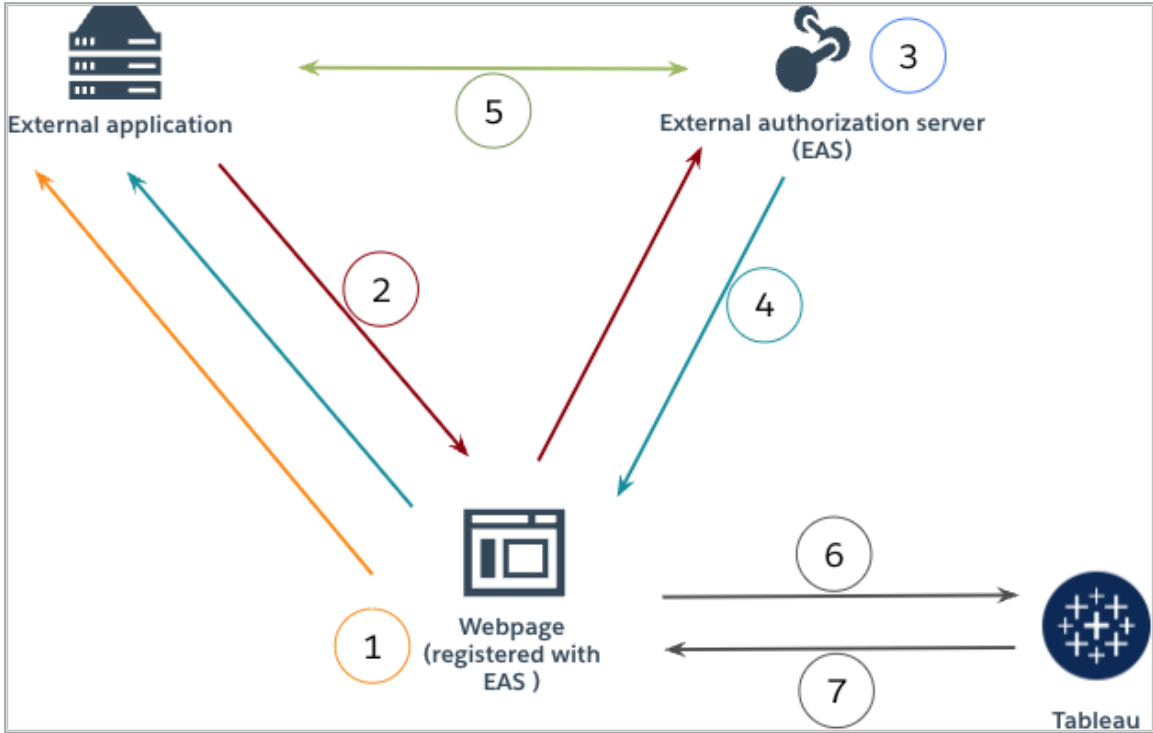 3
External application
5
External authorization server
(EAS)
2
4
6
1
Webpage
(registered with
EAS )
7
Tableau